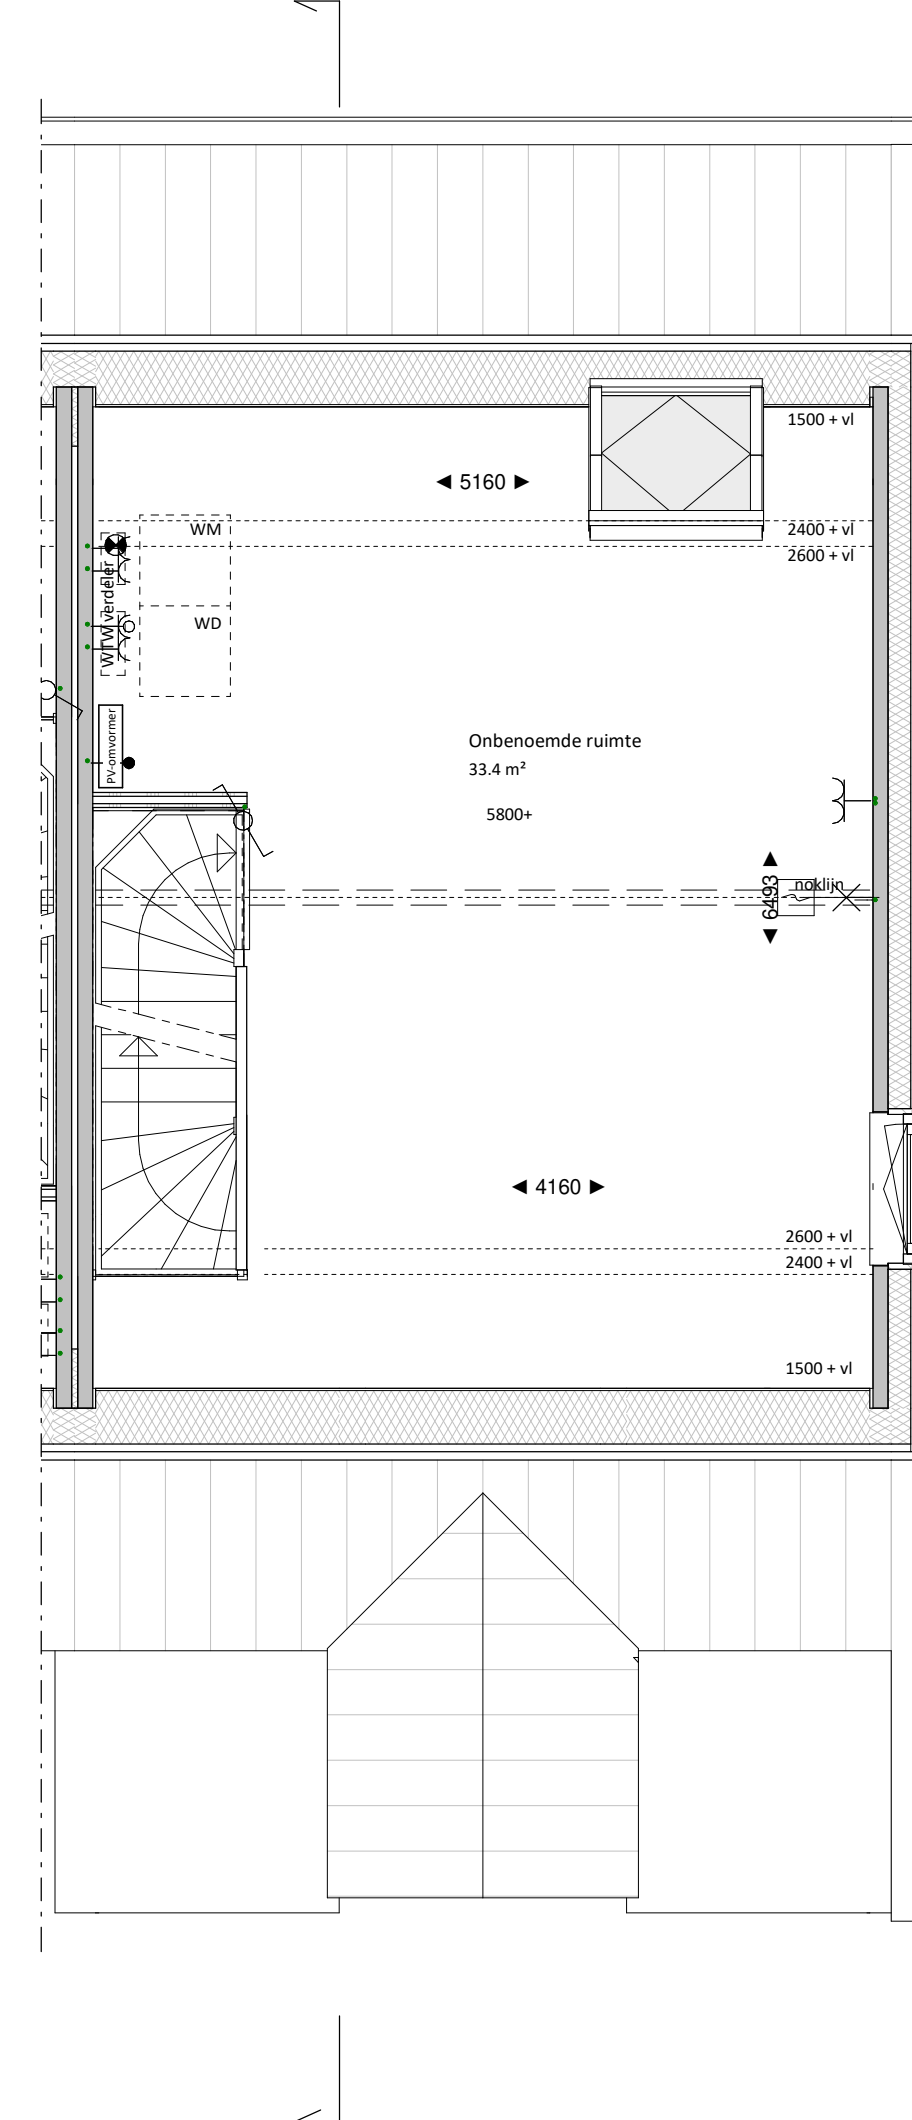 1500 + vl
◄ 5160 ►
2400 + vl
WM
2600 + vl
WTW verdeler
WD
PV-omvormer
Onbenoemde ruimte
33.4 m²
5800+
noklijn
◄ 6493 ►
◄ 4160 ►
2600 + vl
2400 + vl
1500 + vl